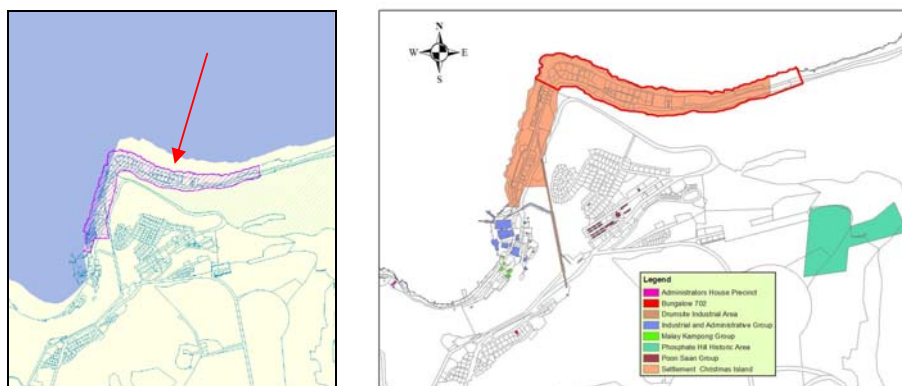 N
W E
S
Legend
Administrators House Precinct
Bungalow 702
Drumsite Industrial Area
Industrial and Administrative Group
Malay Kampong Group
Phosphate Hill Historic Area
Poon Saan Group
Settlement Christmas Island